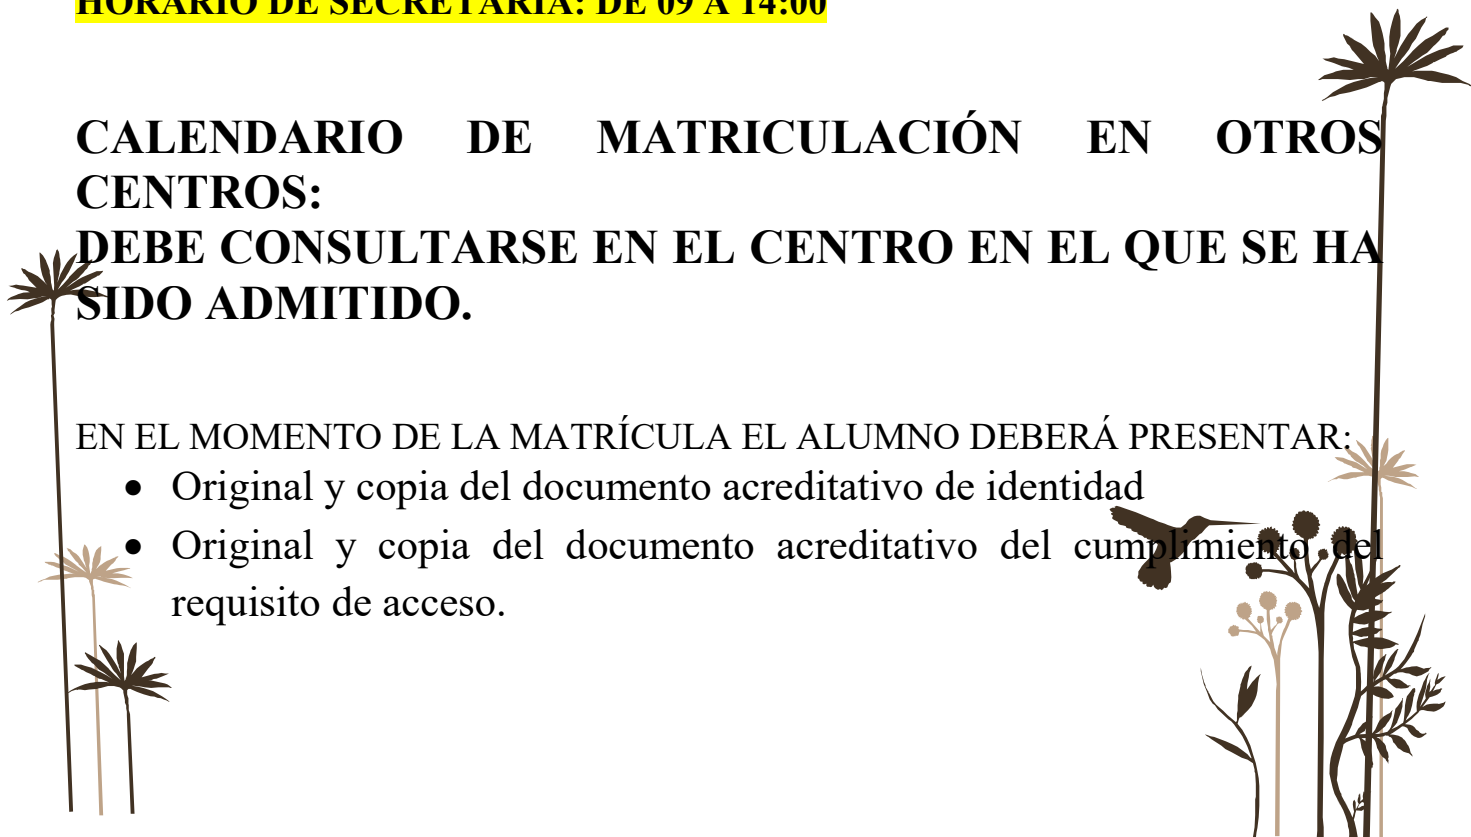 HORARIO DE SECRETARÍA: DE 09 A 14:00
CALENDARIO DE MATRICULACIÓN EN OTROS
CENTROS:
DEBE CONSULTARSE EN EL CENTRO EN EL QUE SE HA
SIDO ADMITIDO.
EN EL MOMENTO DE LA MATRÍCULA EL ALUMNO DEBERÁ PRESENTAR:
• Original y copia del documento acreditativo de identidad
• Original y copia del documento acreditativo del cumplimiento del
requisito de acceso.